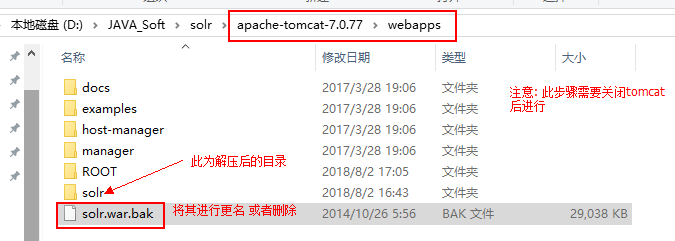 本地磁盘 (D:) > JAVA_Soft > solr > apache-tomcat-7.0.77 > webapps
名称 修改日期 类型 大小
docs 2017/3/28 19:06 文件夹
examples 2017/3/28 19:06 文件夹
注意: 此步骤需要关闭tomcat
后进行
host-manager 2017/3/28 19:06 文件夹
manager 2017/3/28 19:06 文件夹
ROOT 2018/8/2 17:05 文件夹
此为解压后的目录
solr 2018/8/2 16:43 文件夹
solr.war.bak 2014/10/26 5:56 BAK 文件 29,038 KB
将其进行更名 或者删除